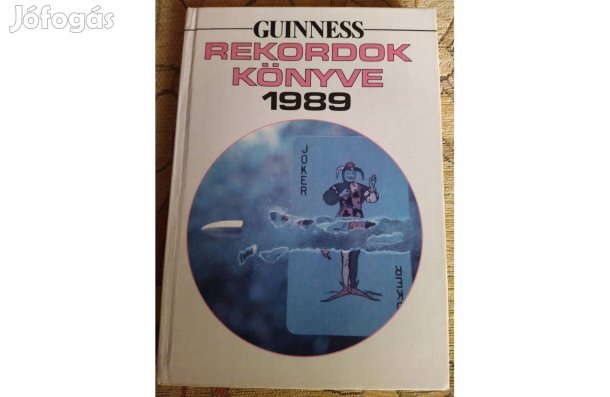 Jófogás
GUINNESS
REKORDOK
KÖNYVE
1989
JOKER
JOKER